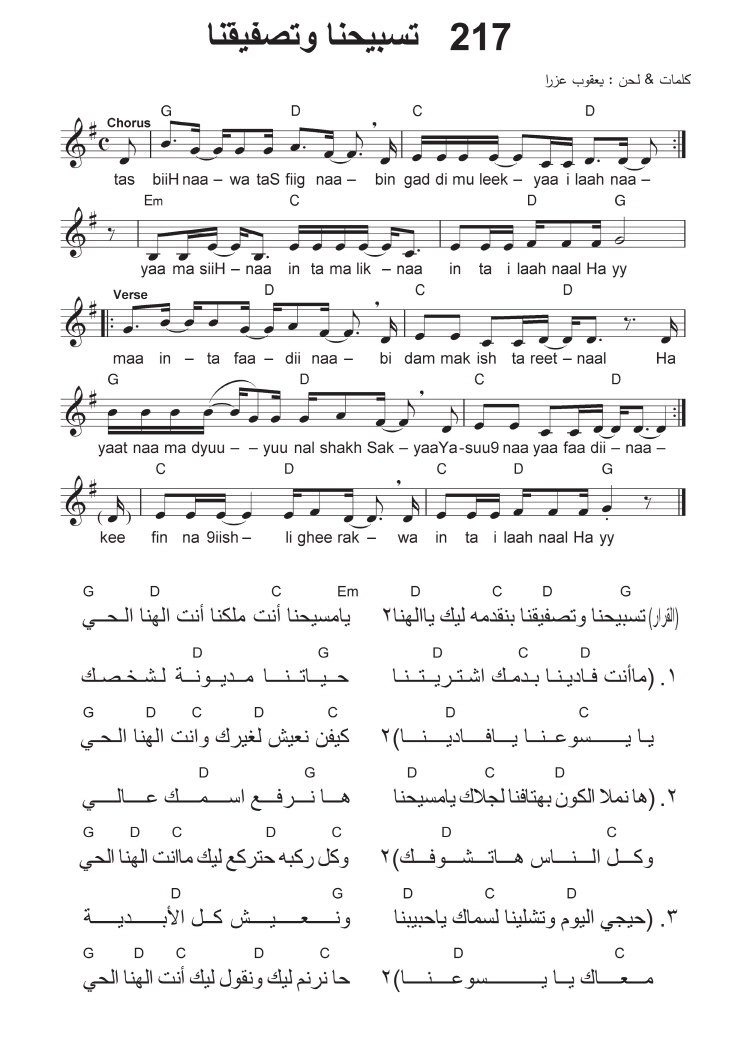 217 تسبيحنا وتصفيقنا
كلمات & لحن : يعقوب عزرا
G D C D
Chorus
tas biiH naa – wa taS fiig naa – bin gad di mu leek – yaa i laah naa –
Em C D G
yaa ma siiH – naa in ta ma lik – naa in ta i laah naal Ha yy
Verse D C D
maa in – ta faa – dii naa – bi dam mak ish ta reet – naal Ha
G D C D
yaat naa ma dyuu – – yuu nal shakh Sak – yaaYa-suu9 naa yaa faa dii – naa –
C D C D G
kee fin na 9iish – li ghee rak – wa in ta i laah naal Ha yy
G D C Em D C D G
(القرار) تسبيحنا وتصفيقنا بنقدمه ليك ياالهنا٢ يامسيحنا أنت ملكنا أنت الهنا الحي
D G D C D
١. (ماأنت فادينا بدمك اشتريتنا حياتنا مديونة لشخصك
G D C D C D C
يا يسوعنا يافادينا)٢ كيفن نعيش لغيرك وانت الهنا الحي
D G D C D
٢. (ها نملا الكون بهتافنا لجلاك يامسيحنا ها نرفع اسمك عالي
G D C D C D C
وكل الناس هاتشوفك)٢ وكل ركبه حتركع ليك ماانت الهنا الحي
D G D C D
٣. (حيجي اليوم وتشلينا لسماك ياحبيبنا ونعيش كل الأبدية
G D C D C D C
معاك يا يسوعنا)٢ حا نرنم ليك ونقول ليك أنت الهنا الحي